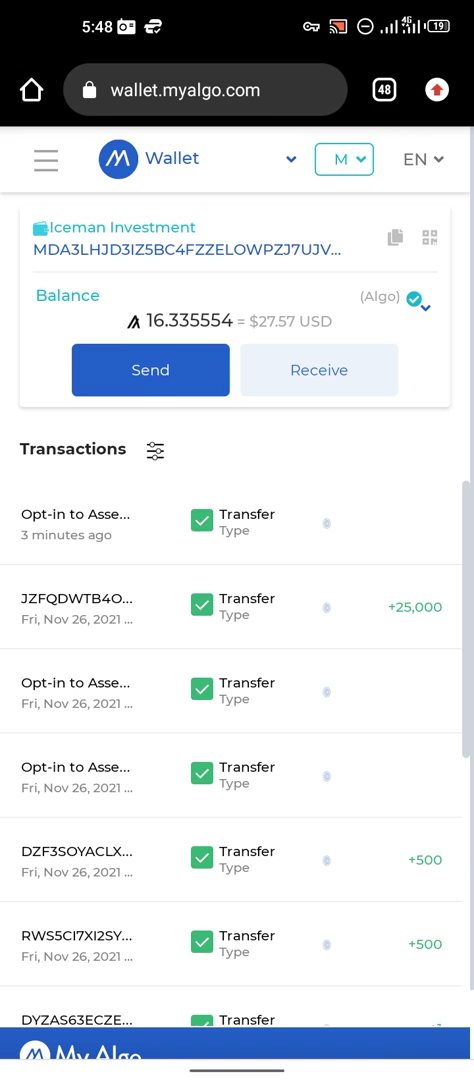 5:48
4G
19
wallet.myalgo.com
48
Wallet
M
EN
Iceman Investment
MDA3LHJD3IZ5BC4FZZELOWPZJ7UJV...
Balance
(Algo)
16.335554 = $27.57 USD
Send
Receive
Transactions
Opt-in to Asse...
Transfer
3 minutes ago
Type
JZFQDWTB4O...
Transfer
+25,000
Fri, Nov 26, 2021 ...
Type
Opt-in to Asse...
Transfer
Fri, Nov 26, 2021 ...
Type
Opt-in to Asse...
Transfer
Fri, Nov 26, 2021 ...
Type
DZF3SOYACLX...
Transfer
+500
Fri, Nov 26, 2021 ...
Type
RWS5CI7XI2SY...
Transfer
+500
Fri, Nov 26, 2021 ...
Type
DYZAS63ECZE...
Transfer
My Algo